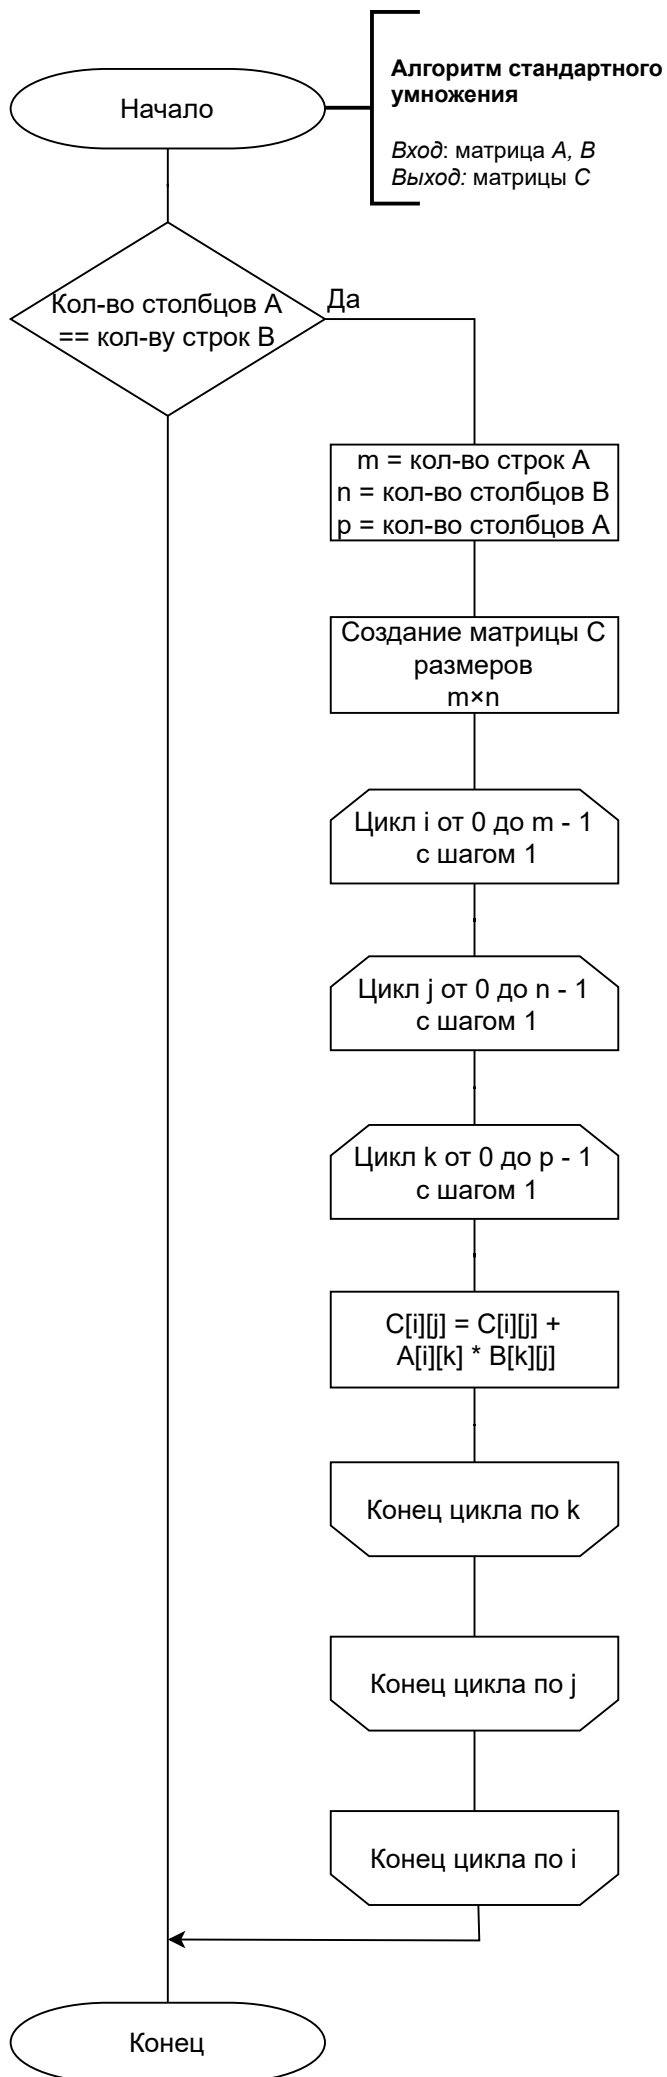 Начало
Алгоритм стандартного
умножения
Вход: матрица A, B
Выход: матрицы C
Кол-во столбцов A
== кол-ву строк B
Да
m = кол-во строк A
n = кол-во столбцов B
p = кол-во столбцов A
Создание матрицы C
размеров
m×n
Цикл i от 0 до m - 1
с шагом 1
Цикл j от 0 до n - 1
с шагом 1
Цикл k от 0 до p - 1
с шагом 1
C[i][j] = C[i][j] +
A[i][k] * B[k][j]
Конец цикла по k
Конец цикла по j
Конец цикла по i
Конец